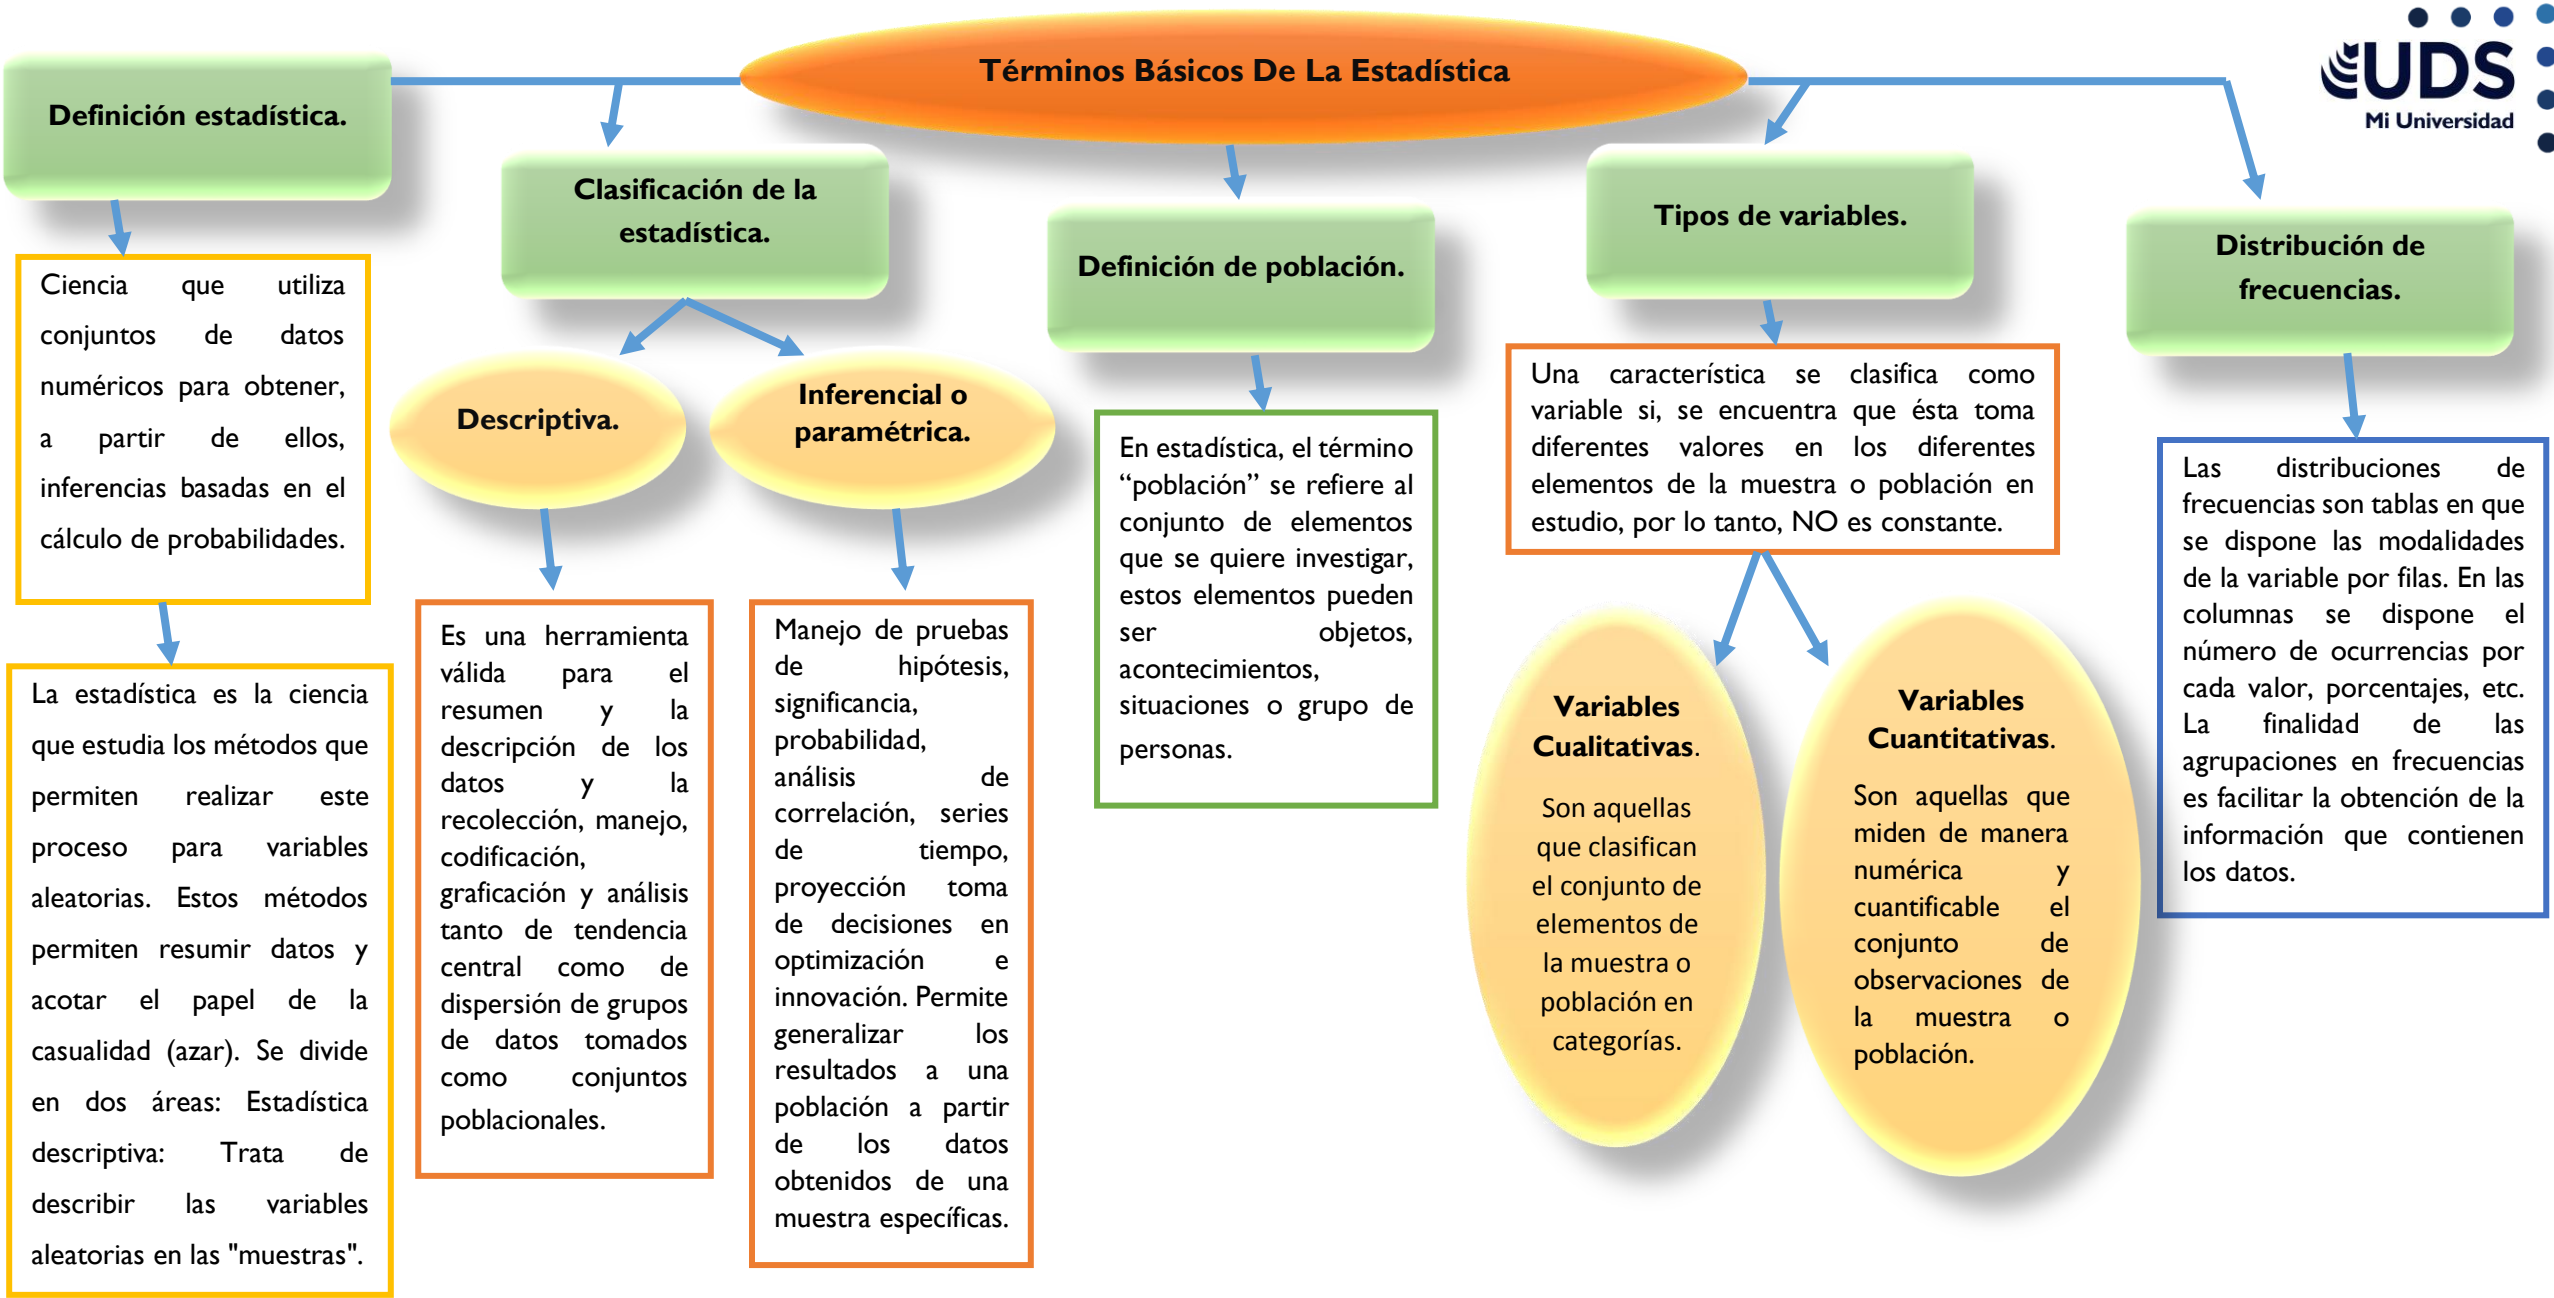 Términos Básicos De La Estadística
UDS
Mi Universidad
Definición estadística.
Ciencia que utiliza
conjuntos de datos
numéricos para obtener,
a partir de ellos,
inferencias basadas en el
cálculo de probabilidades.
La estadística es la ciencia
que estudia los métodos que
permiten realizar este
proceso para variables
aleatorias. Estos métodos
permiten resumir datos y
acotar el papel de la
casualidad (azar). Se divide
en dos áreas: Estadística
descriptiva: Trata de
describir las variables
aleatorias en las "muestras".
Clasificación de la
estadística.
Descriptiva.
Es una herramienta
válida para el
resumen y la
descripción de los
datos y la
recolección, manejo,
codificación,
graficación y análisis
tanto de tendencia
central como de
dispersión de grupos
de datos tomados
como conjuntos
poblacionales.
Inferencial o
paramétrica.
Manejo de pruebas
de hipótesis,
significancia,
probabilidad,
análisis de
correlación, series
de tiempo,
proyección toma
de decisiones en
optimización e
innovación. Permite
generalizar los
resultados a una
población a partir
de los datos
obtenidos de una
muestra específicas.
Definición de población.
En estadística, el término
“población” se refiere al
conjunto de elementos
que se quiere investigar,
estos elementos pueden
ser objetos,
acontecimientos,
situaciones o grupo de
personas.
Tipos de variables.
Una característica se clasifica como
variable si, se encuentra que ésta toma
diferentes valores en los diferentes
elementos de la muestra o población en
estudio, por lo tanto, NO es constante.
Variables
Cualitativas.
Son aquellas
que clasifican
el conjunto de
elementos de
la muestra o
población en
categorías.
Variables
Cuantitativas.
Son aquellas que
miden de manera
numérica y
cuantificable el
conjunto de
observaciones de
la muestra o
población.
Distribución de
frecuencias.
Las distribuciones de
frecuencias son tablas en que
se dispone las modalidades
de la variable por filas. En las
columnas se dispone el
número de ocurrencias por
cada valor, porcentajes, etc.
La finalidad de las
agrupaciones en frecuencias
es facilitar la obtención de la
información que contienen
los datos.